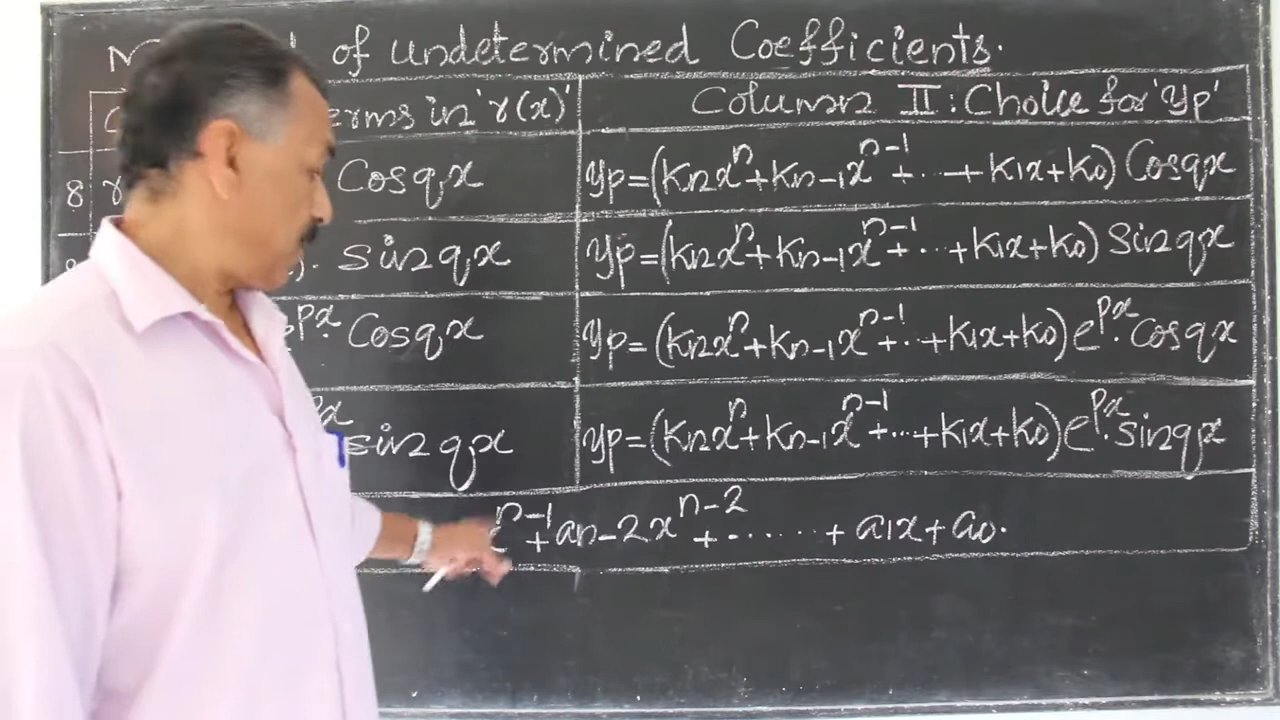 of undetermined Coefficients.
erms in 'r(x)' Column II : Choice for 'yp'
8 Cosqx yp=(knxⁿ+kn-1xⁿ⁻¹+...+k1x+k0) Cosqx
sinqx yp=(knxⁿ+kn-1xⁿ⁻¹+...+k1x+k0) Sinqx
px Cosqx yp=(knxⁿ+kn-1xⁿ⁻¹+..+k1x+k0)e^px.cosqx
sinqx yp=(knxⁿ+kn-1xⁿ⁻¹+...+k1x+k0)e^px.sinqx
n-1+an-2xⁿ⁻²+......+a1x+a0.